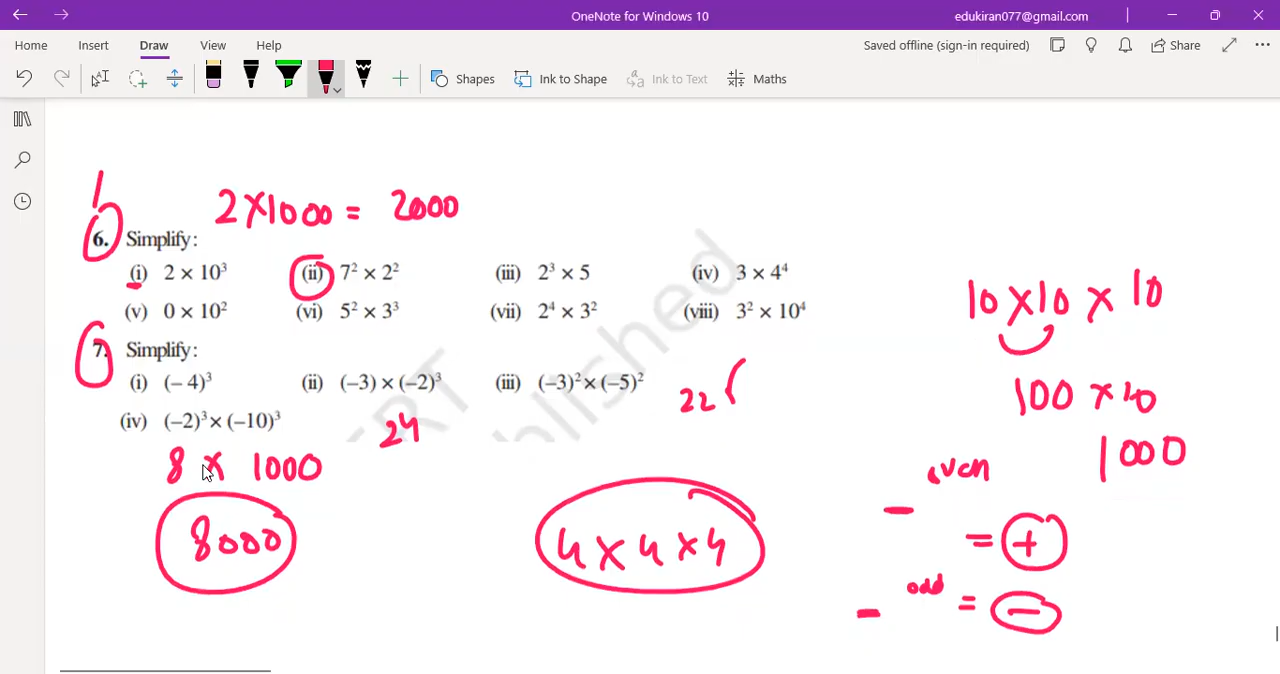 OneNote for Windows 10
edukiran077@gmail.com
Home Insert Draw View Help
Saved offline (sign-in required) Share
Shapes Ink to Shape Ink to Text Maths
2 × 1000 = 2000
6. Simplify:
(i) 2 × 10³ (ii) 7² × 2² (iii) 2³ × 5 (iv) 3 × 4⁴
(v) 0 × 10² (vi) 5² × 3³ (vii) 2⁴ × 3² (viii) 3² × 10⁴
10 × 10 × 10
7. Simplify:
(i) (– 4)³ (ii) (–3) × (–2)³ (iii) (–3)² × (–5)²
22
100 × 10
(iv) (–2)³ × (–10)³
24
1000
8 × 1000
even
–
8000
4 × 4 × 4
= +
odd
– = –